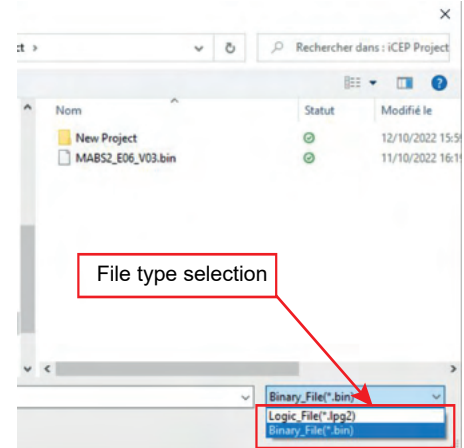 ct >
Rechercher dans : iCEP Project
Nom Statut Modifié le
New Project 12/10/2022 15:5
MABS2_E06_V03.bin 11/10/2022 16:1
File type selection
Binary_File(*.bin)
Logic_File(*.lpg2)
Binary_File(*.bin)